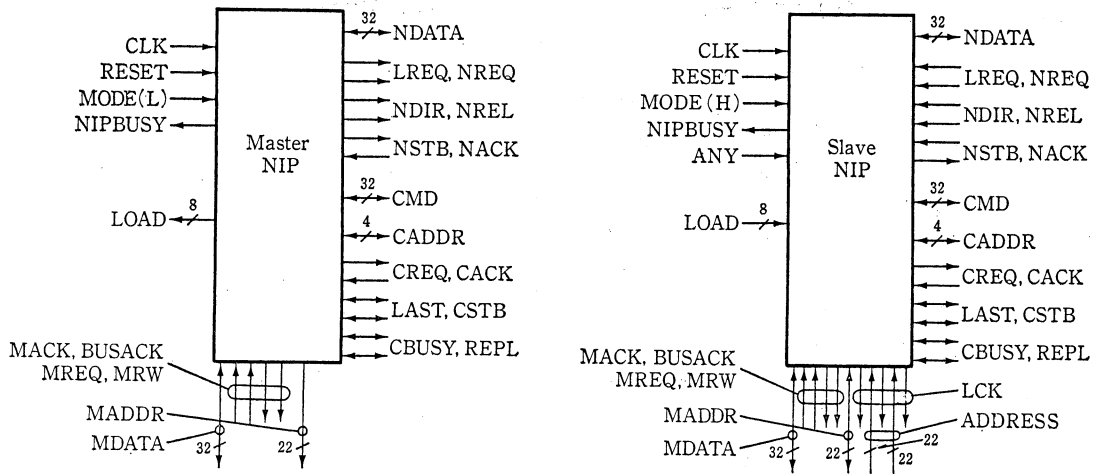 32
NDATA
CLK
LREQ, NREQ
RESET
MODE(L)
NDIR, NREL
NIPBUSY
Master
NIP
NSTB, NACK
32
CMD
LOAD
8
4
CADDR
CREQ, CACK
LAST, CSTB
CBUSY, REPL
MACK, BUSACK
MREQ, MRW
MADDR
MDATA
32
22
32
NDATA
CLK
LREQ, NREQ
RESET
MODE(H)
NDIR, NREL
NIPBUSY
ANY
Slave
NIP
NSTB, NACK
32
CMD
LOAD
8
4
CADDR
CREQ, CACK
LAST, CSTB
CBUSY, REPL
MACK, BUSACK
MREQ, MRW
LCK
MADDR
ADDRESS
MDATA
32
22
22
22